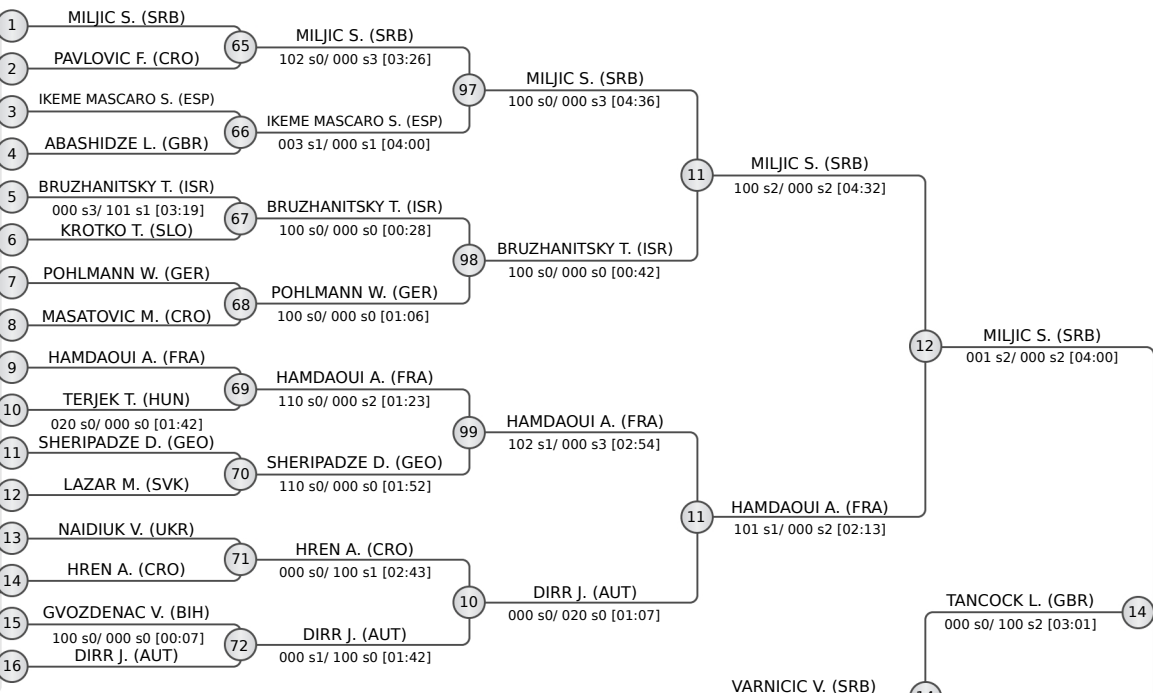 1
MILJIC S. (SRB)
2
PAVLOVIC F. (CRO)
3
IKEME MASCARO S. (ESP)
4
ABASHIDZE L. (GBR)
5
BRUZHANITSKY T. (ISR)
000 s3/ 101 s1 [03:19]
6
KROTKO T. (SLO)
7
POHLMANN W. (GER)
8
MASATOVIC M. (CRO)
9
HAMDAOUI A. (FRA)
10
TERJEK T. (HUN)
020 s0/ 000 s0 [01:42]
11
SHERIPADZE D. (GEO)
12
LAZAR M. (SVK)
13
NAIDIUK V. (UKR)
14
HREN A. (CRO)
15
GVOZDENAC V. (BIH)
100 s0/ 000 s0 [00:07]
16
DIRR J. (AUT)
65
MILJIC S. (SRB)
102 s0/ 000 s3 [03:26]
66
IKEME MASCARO S. (ESP)
003 s1/ 000 s1 [04:00]
67
BRUZHANITSKY T. (ISR)
100 s0/ 000 s0 [00:28]
68
POHLMANN W. (GER)
100 s0/ 000 s0 [01:06]
69
HAMDAOUI A. (FRA)
110 s0/ 000 s2 [01:23]
70
SHERIPADZE D. (GEO)
110 s0/ 000 s0 [01:52]
71
HREN A. (CRO)
000 s0/ 100 s1 [02:43]
72
DIRR J. (AUT)
000 s1/ 100 s0 [01:42]
97
MILJIC S. (SRB)
100 s0/ 000 s3 [04:36]
98
BRUZHANITSKY T. (ISR)
100 s0/ 000 s0 [00:42]
99
HAMDAOUI A. (FRA)
102 s1/ 000 s3 [02:54]
10
DIRR J. (AUT)
000 s0/ 020 s0 [01:07]
11
MILJIC S. (SRB)
100 s2/ 000 s2 [04:32]
11
HAMDAOUI A. (FRA)
101 s1/ 000 s2 [02:13]
12
MILJIC S. (SRB)
001 s2/ 000 s2 [04:00]
TANCOCK L. (GBR)
000 s0/ 100 s2 [03:01]
14
VARNICIC V. (SRB)